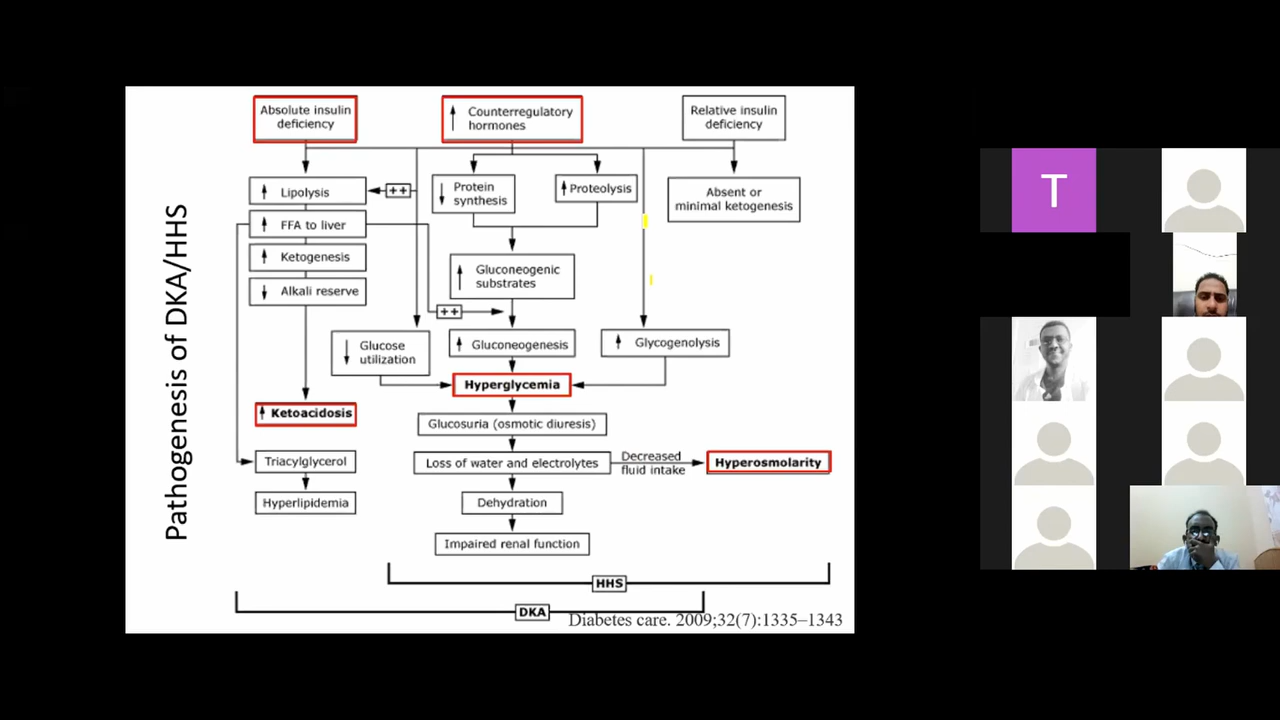 Pathogenesis of DKA/HHS
Absolute insulin
deficiency
↑ Counterregulatory
hormones
Relative insulin
deficiency
↑ Lipolysis
++
↓ Protein
synthesis
↑ Proteolysis
Absent or
minimal ketogenesis
↑ FFA to liver
↑ Ketogenesis
↓ Alkali reserve
↑ Gluconeogenic
substrates
++
↓ Glucose
utilization
↑ Gluconeogenesis
↑ Glycogenolysis
Hyperglycemia
↑ Ketoacidosis
Glucosuria (osmotic diuresis)
Triacylglycerol
Loss of water and electrolytes
Decreased
fluid intake
Hyperosmolarity
Hyperlipidemia
Dehydration
Impaired renal function
HHS
DKA
Diabetes care. 2009;32(7):1335–1343
T